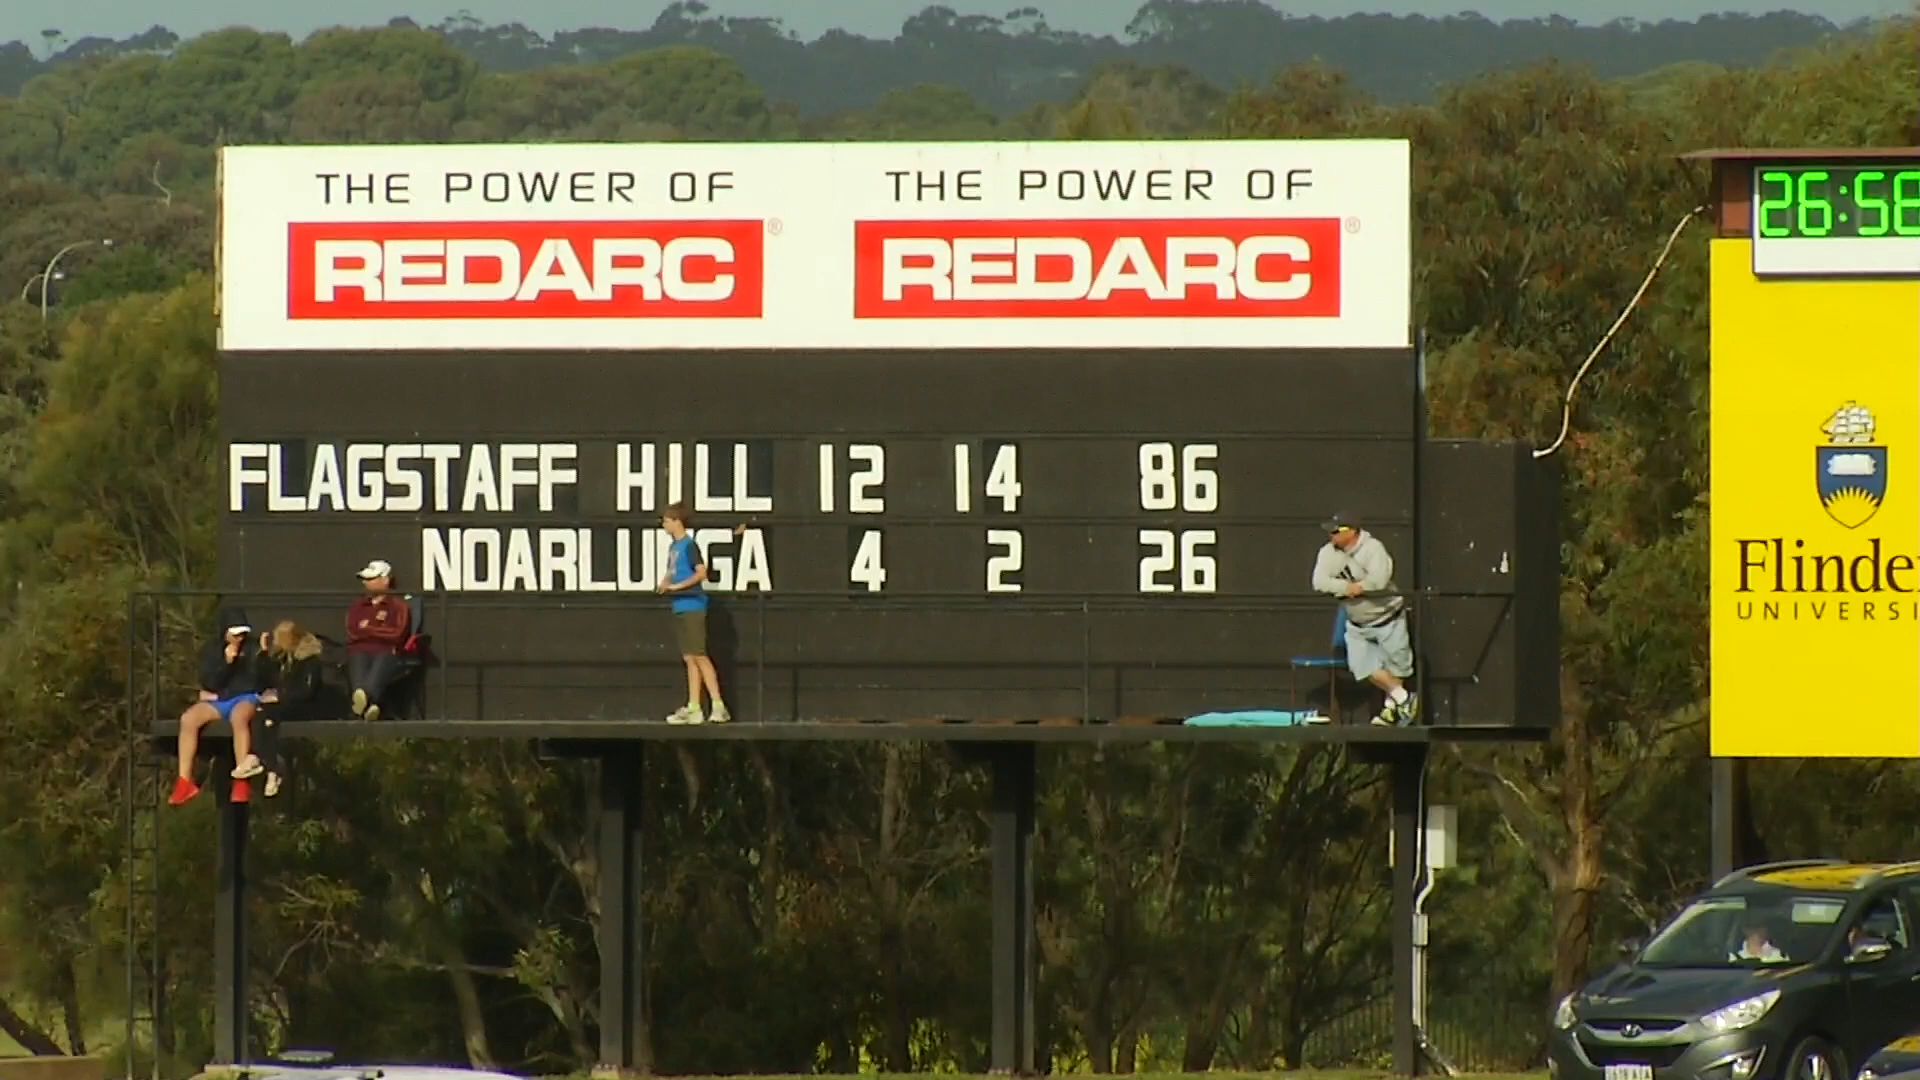 THE POWER OF THE POWER OF
REDARC® REDARC®
26:58
FLAGSTAFF HILL 12 14 86
NOARLUNGA 4 2 26
Flinde
UNIVERSI